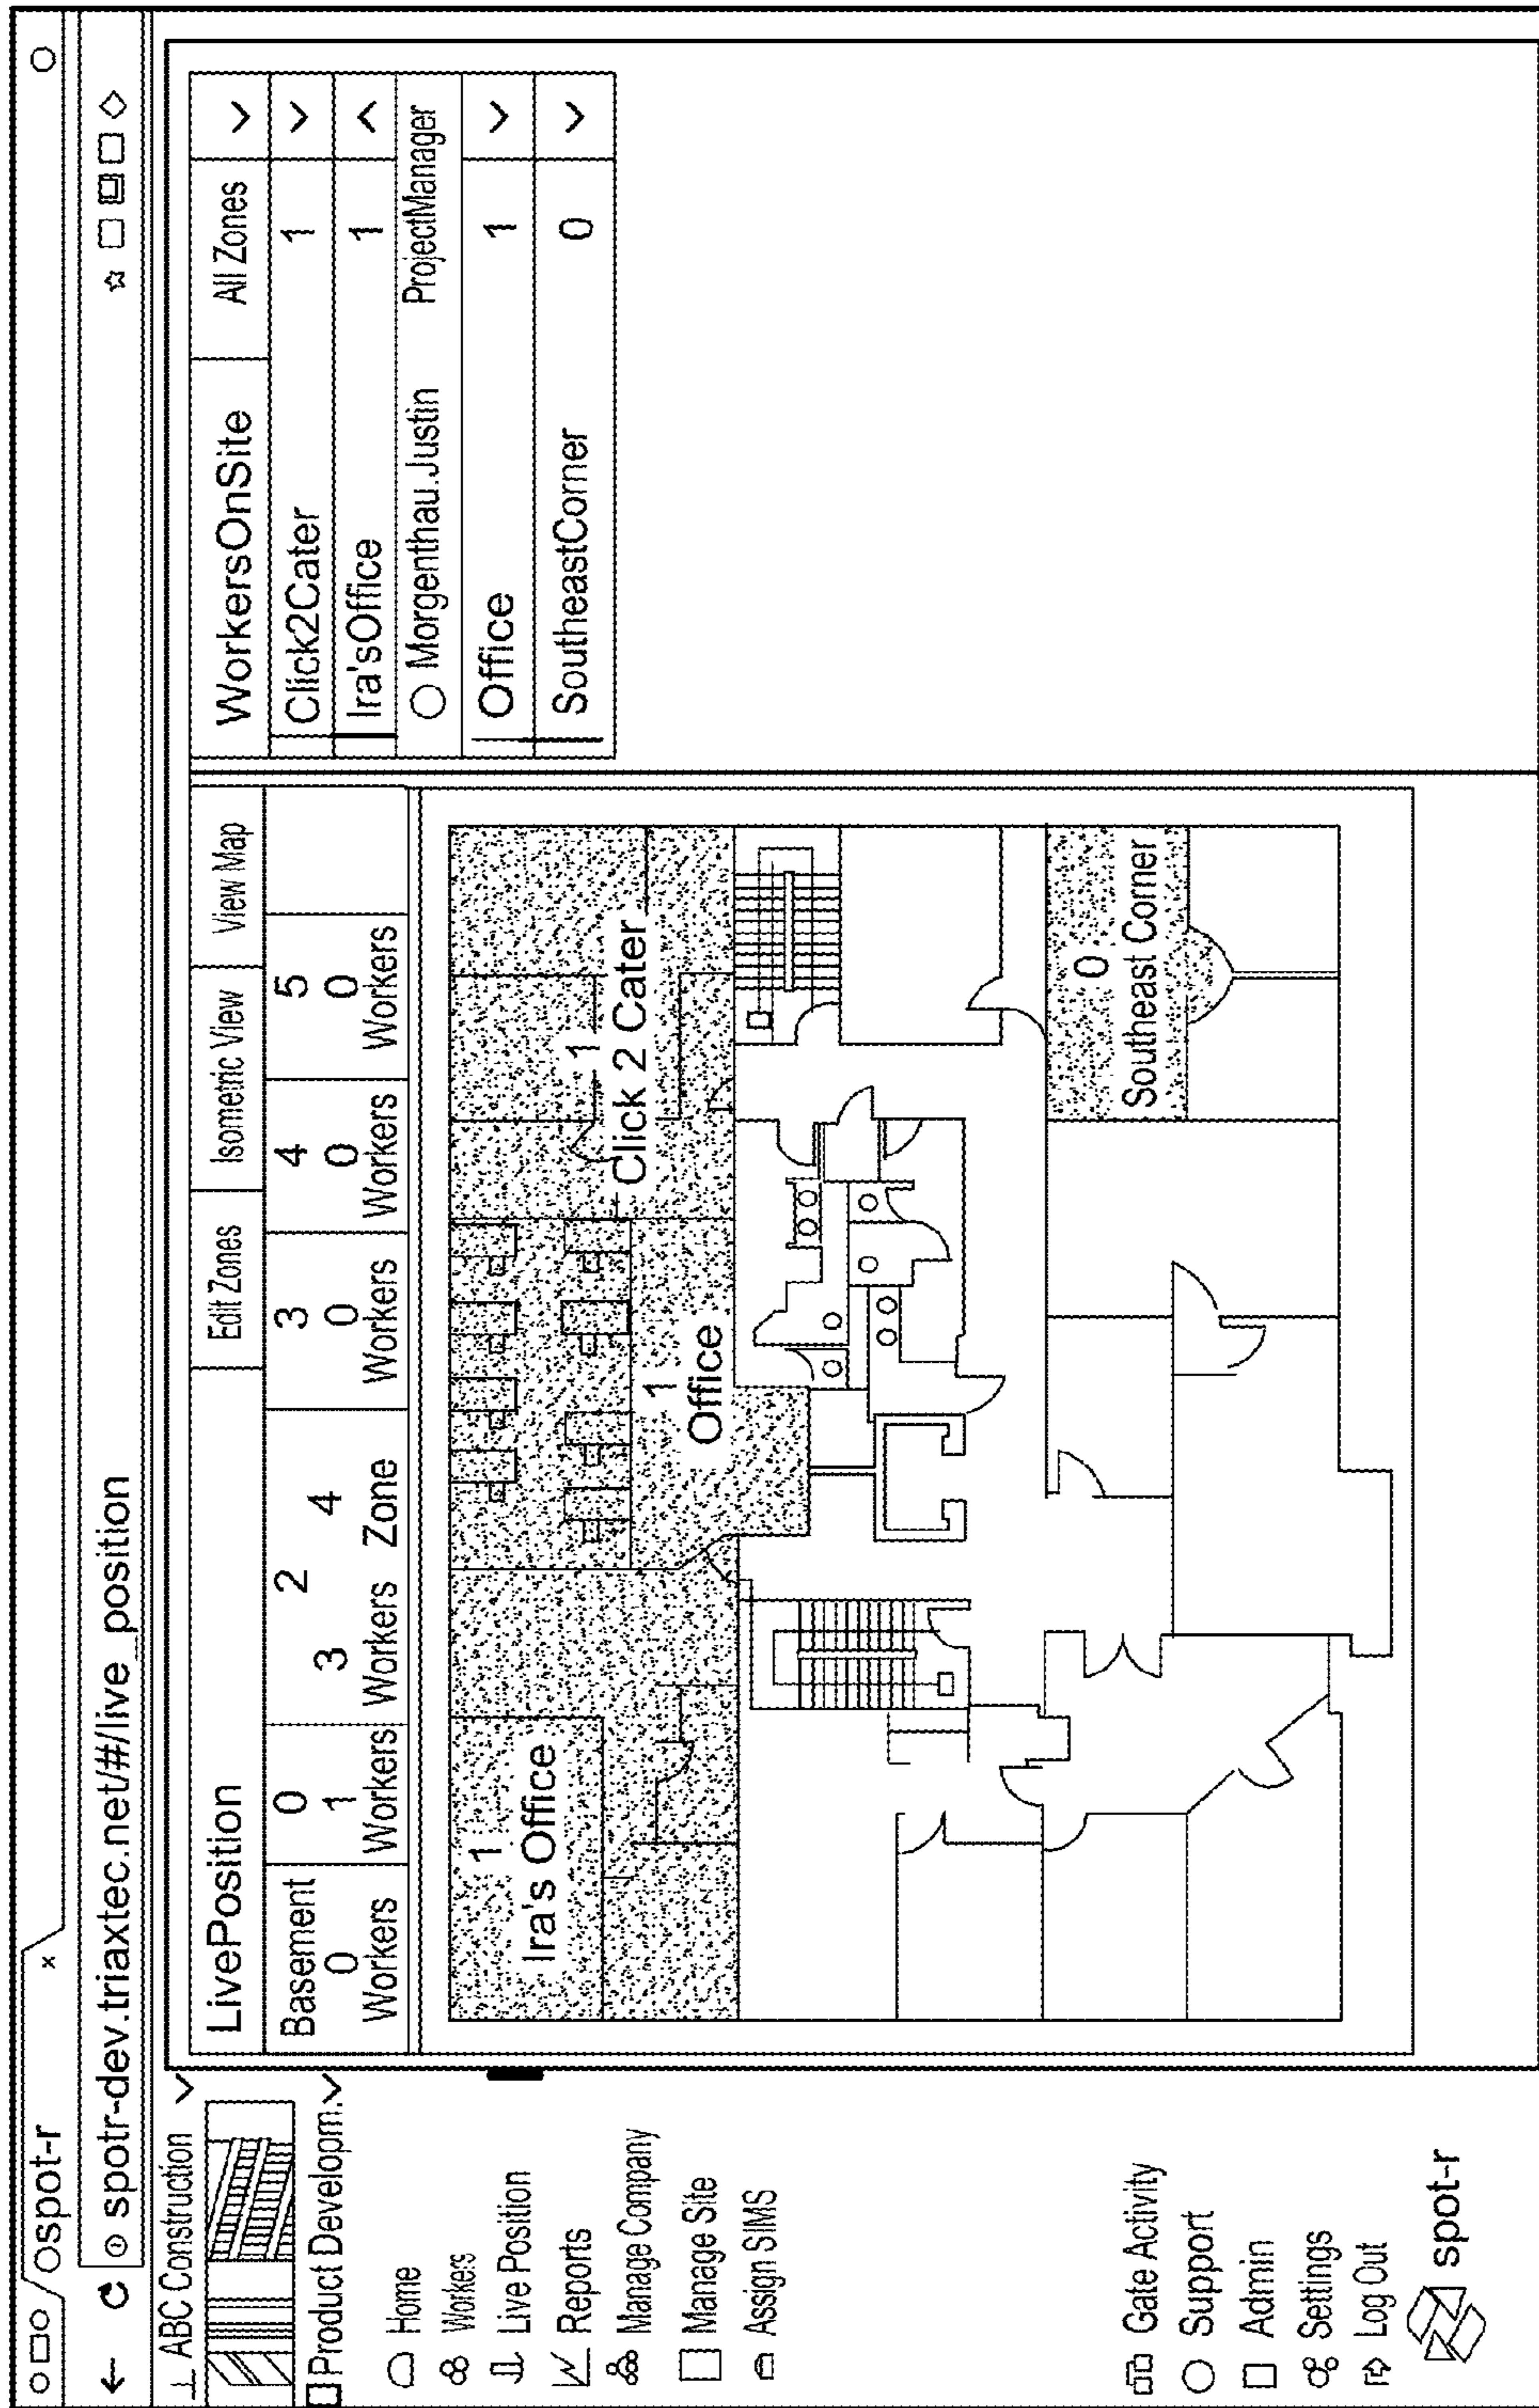 spot-r
spotr-dev.triaxtec.net/#/live_position
ABC Construction
Product Developm.
Home
Workers
Live Position
Reports
Manage Company
Manage Site
Assign SIMS
Gate Activity
Support
Admin
Settings
Log Out
spot-r
LivePosition
Edit Zones
Isometric View
View Map
Basement
0
Workers
0
1
Workers
2
3 4
Workers Zone
3
0
Workers
4
0
Workers
5
0
Workers
1
Ira's Office
1
Office
1
Click 2 Cater
0
Southeast Corner
WorkersOnSite
All Zones
Click2Cater 1
Ira'sOffice 1
Morgenthau.Justin ProjectManager
Office 1
SoutheastCorner 0